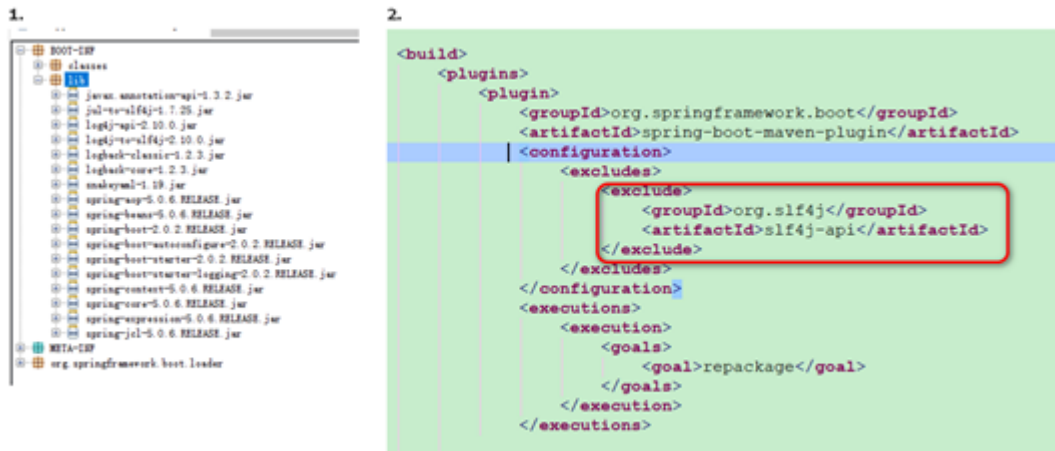 1.
BOOT-INF
classes
lib
javax.annotation-api-1.3.2.jar
jul-to-slf4j-1.7.25.jar
log4j-api-2.10.0.jar
log4j-to-slf4j-2.10.0.jar
logback-classic-1.2.3.jar
logback-core-1.2.3.jar
snakeyaml-1.19.jar
spring-aop-5.0.6.RELEASE.jar
spring-beans-5.0.6.RELEASE.jar
spring-boot-2.0.2.RELEASE.jar
spring-boot-autoconfigure-2.0.2.RELEASE.jar
spring-boot-starter-2.0.2.RELEASE.jar
spring-boot-starter-logging-2.0.2.RELEASE.jar
spring-context-5.0.6.RELEASE.jar
spring-core-5.0.6.RELEASE.jar
spring-expression-5.0.6.RELEASE.jar
spring-jcl-5.0.6.RELEASE.jar
META-INF
org.springframework.boot.loader
2.
<build>
<plugins>
<plugin>
<groupId>org.springframework.boot</groupId>
<artifactId>spring-boot-maven-plugin</artifactId>
<configuration>
<excludes>
<exclude>
<groupId>org.slf4j</groupId>
<artifactId>slf4j-api</artifactId>
</exclude>
</excludes>
</configuration>
<executions>
<execution>
<goals>
<goal>repackage</goal>
</goals>
</execution>
</executions>